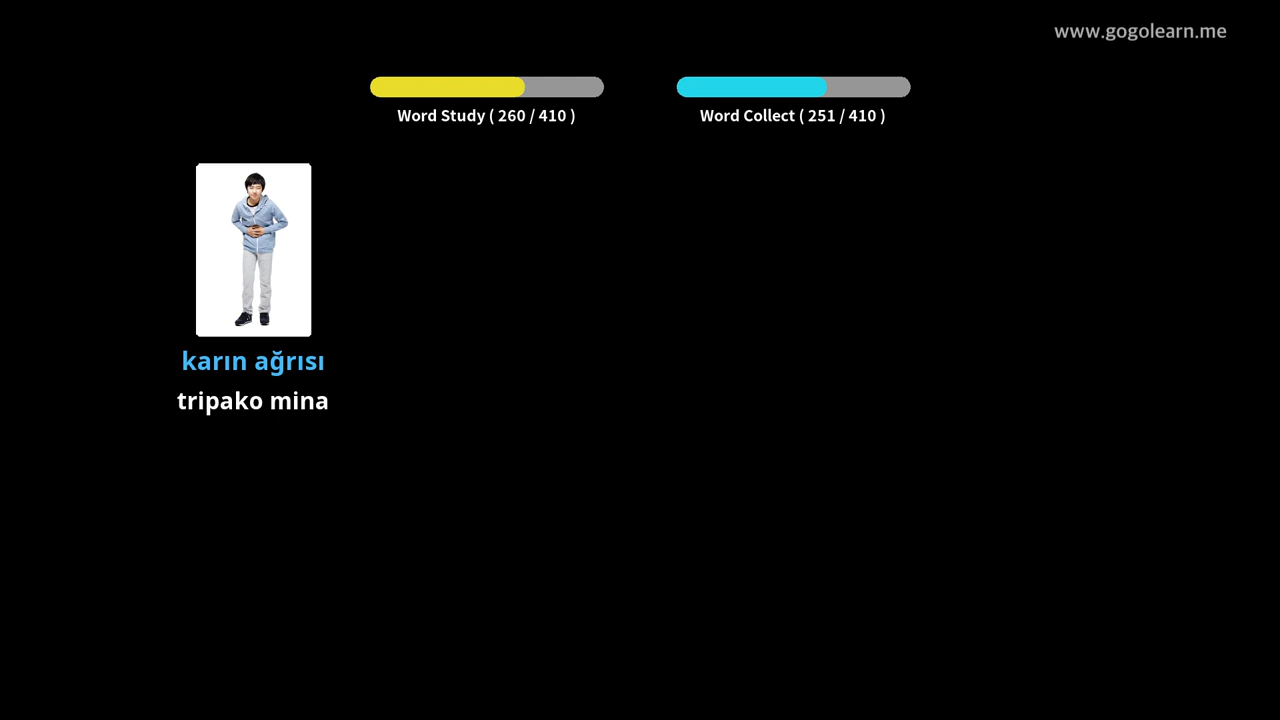 www.gogolearn.me
Word Study ( 260 / 410 )
Word Collect ( 251 / 410 )
karın ağrısı
tripako mina